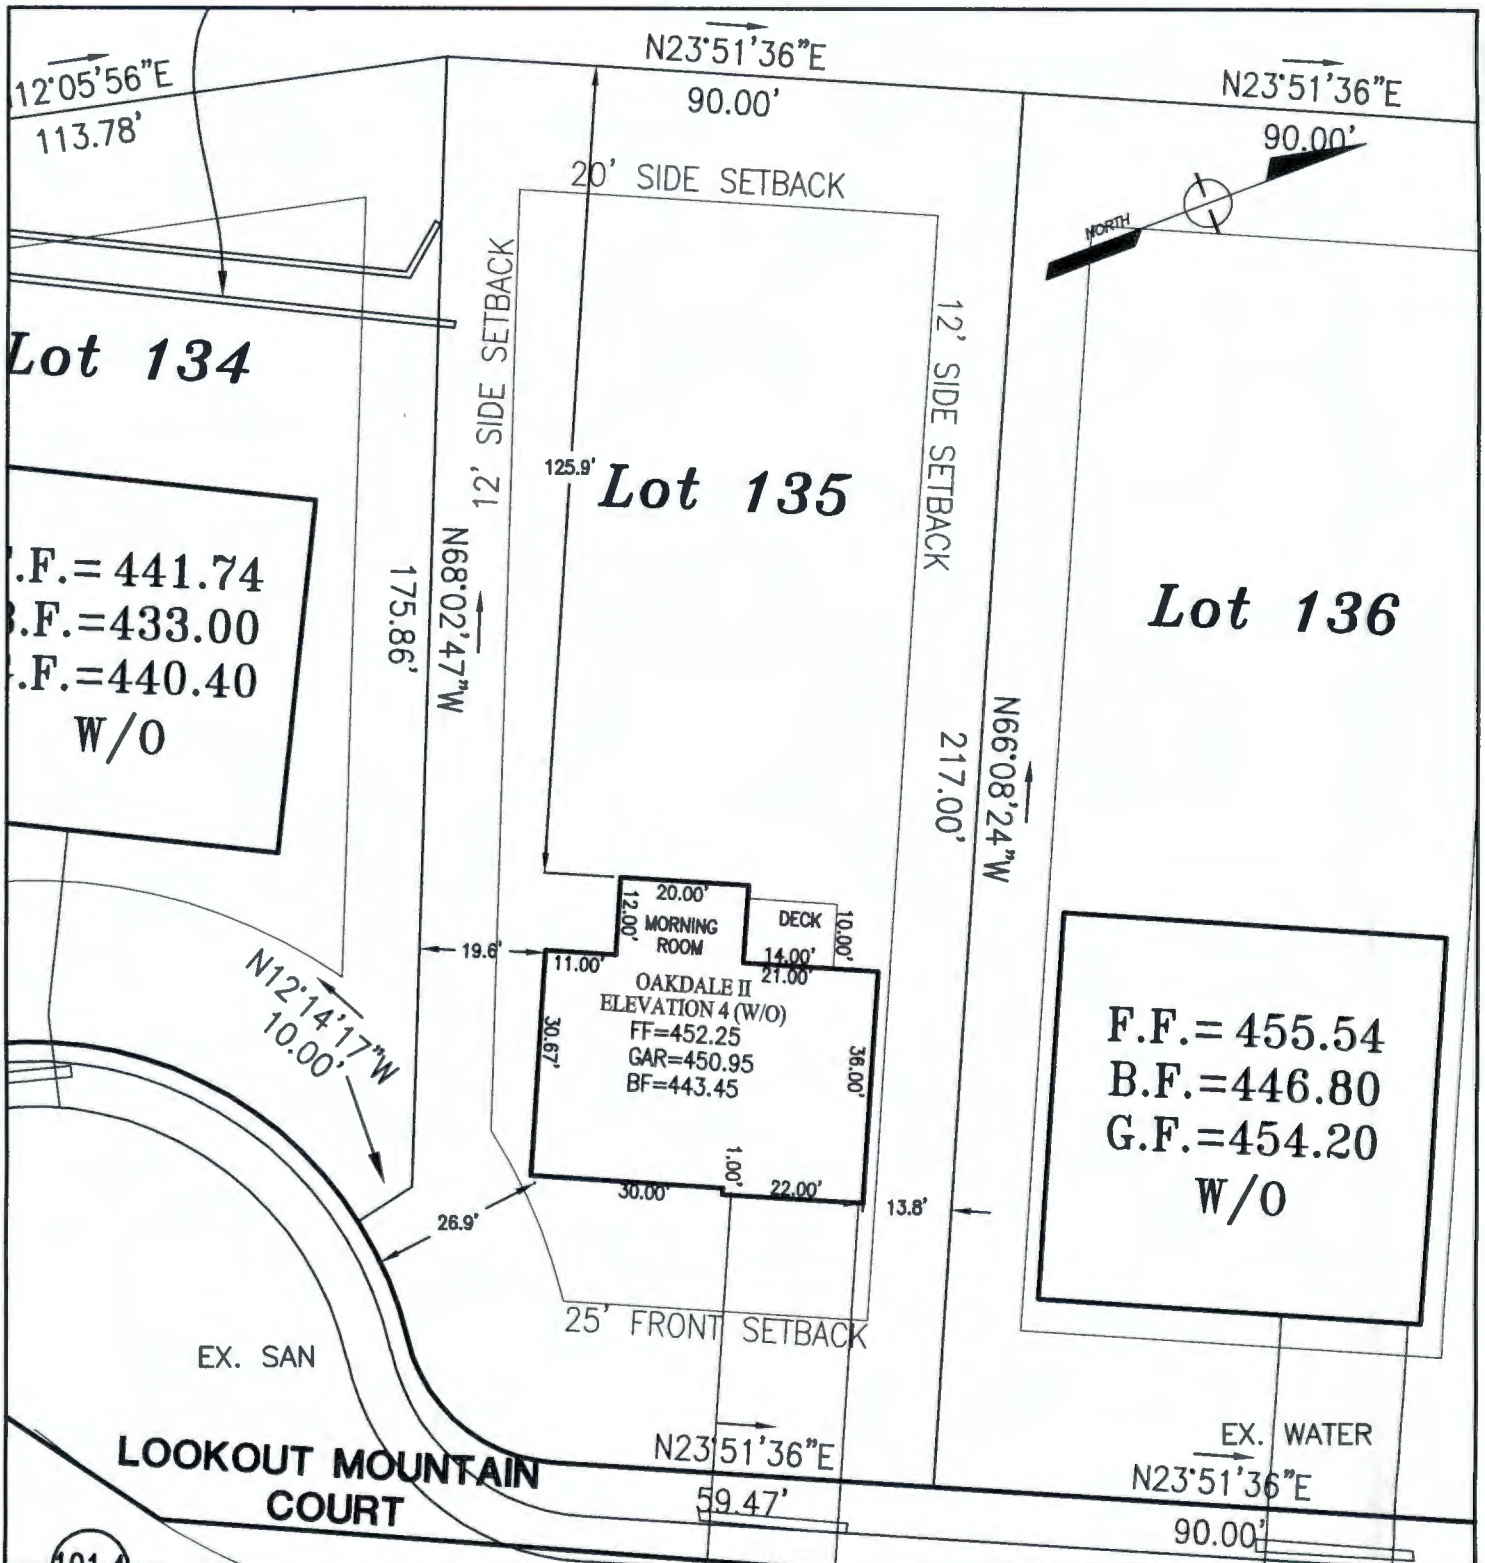 N23°51'36"E
90.00'
N23°51'36"E
90.00'
12°05'56"E
113.78'
20' SIDE SETBACK
NORTH
12' SIDE SETBACK
12' SIDE SETBACK
Lot 134
125.9'
Lot 135
Lot 136
.F.= 441.74
.F.=433.00
.F.=440.40
W/O
N68°02'47"W
175.86'
N66°08'24"W
217.00'
20.00'
12.00'
MORNING
ROOM
DECK
10.00'
14.00'
21.00'
19.6'
11.00'
OAKDALE II
ELEVATION 4 (W/O)
FF=452.25
GAR=450.95
BF=443.45
30.67'
36.00'
1.00'
30.00'
22.00'
13.8'
26.9'
N12°14'17"W
10.00'
F.F.= 455.54
B.F.=446.80
G.F.=454.20
W/O
25' FRONT SETBACK
EX. SAN
EX. WATER
LOOKOUT MOUNTAIN
COURT
N23°51'36"E
59.47'
N23°51'36"E
90.00'